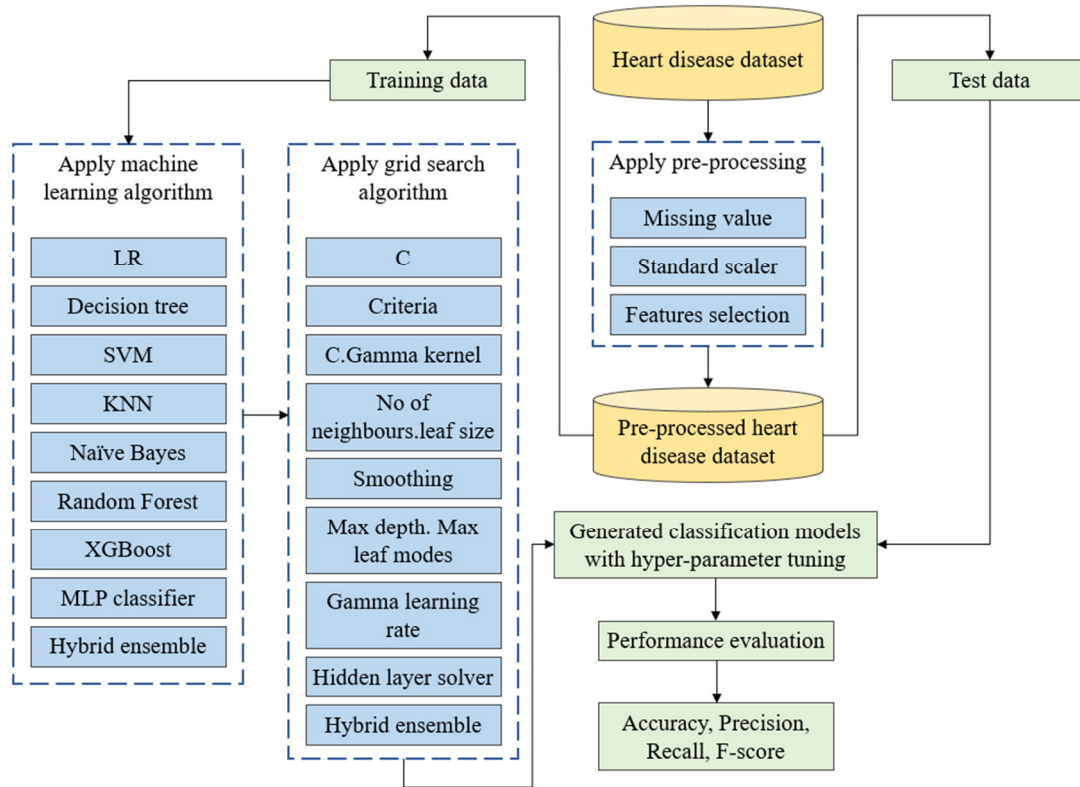 Heart disease dataset
Training data
Test data
Apply machine
learning algorithm
LR
Decision tree
SVM
KNN
Naïve Bayes
Random Forest
XGBoost
MLP classifier
Hybrid ensemble
Apply grid search
algorithm
C
Criteria
C.Gamma kernel
No of
neighbours.leaf size
Smoothing
Max depth. Max
leaf modes
Gamma learning
rate
Hidden layer solver
Hybrid ensemble
Apply pre-processing
Missing value
Standard scaler
Features selection
Pre-processed heart
disease dataset
Generated classification models
with hyper-parameter tuning
Performance evaluation
Accuracy, Precision,
Recall, F-score